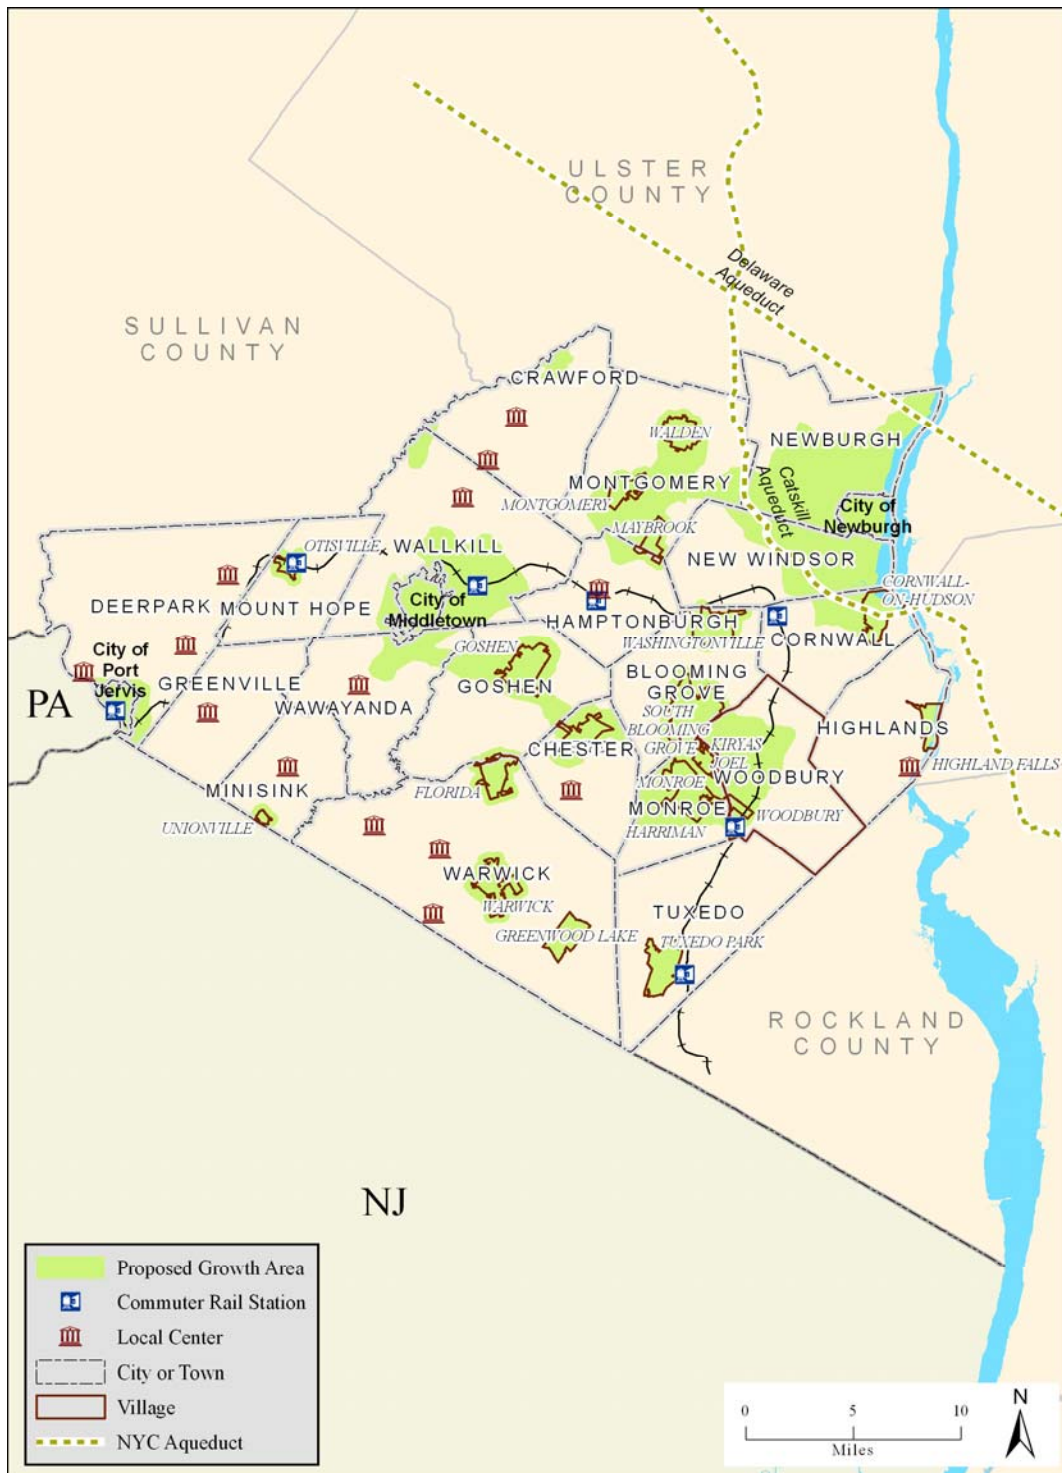 ULSTER
COUNTY
Delaware
Aqueduct
SULLIVAN
COUNTY
CRAWFORD
WALDEN
NEWBURGH
MONTGOMERY
MONTGOMERY
Catskill
Aqueduct
City of
Newburgh
MAYBROOK
OTISVILLE
WALLKILL
NEW WINDSOR
CORNWALL-
ON-HUDSON
DEERPARK
MOUNT HOPE
City of
Middletown
HAMPTONBURGH
WASHINGTONVILLE
CORNWALL
City of
Port
Jervis
GOSHEN
GREENVILLE
GOSHEN
BLOOMING
GROVE
PA
WAWAYANDA
SOUTH
BLOOMING
GROVE
HIGHLANDS
CHESTER
KIRYAS
JOEL
HIGHLAND FALLS
MINISINK
FLORIDA
MONROE
WOODBURY
MONROE
WOODBURY
UNIONVILLE
HARRIMAN
WARWICK
WARWICK
TUXEDO
GREENWOOD LAKE
TUXEDO PARK
ROCKLAND
COUNTY
NJ
Proposed Growth Area
Commuter Rail Station
Local Center
City or Town
Village
NYC Aqueduct
N
0 5 10
Miles